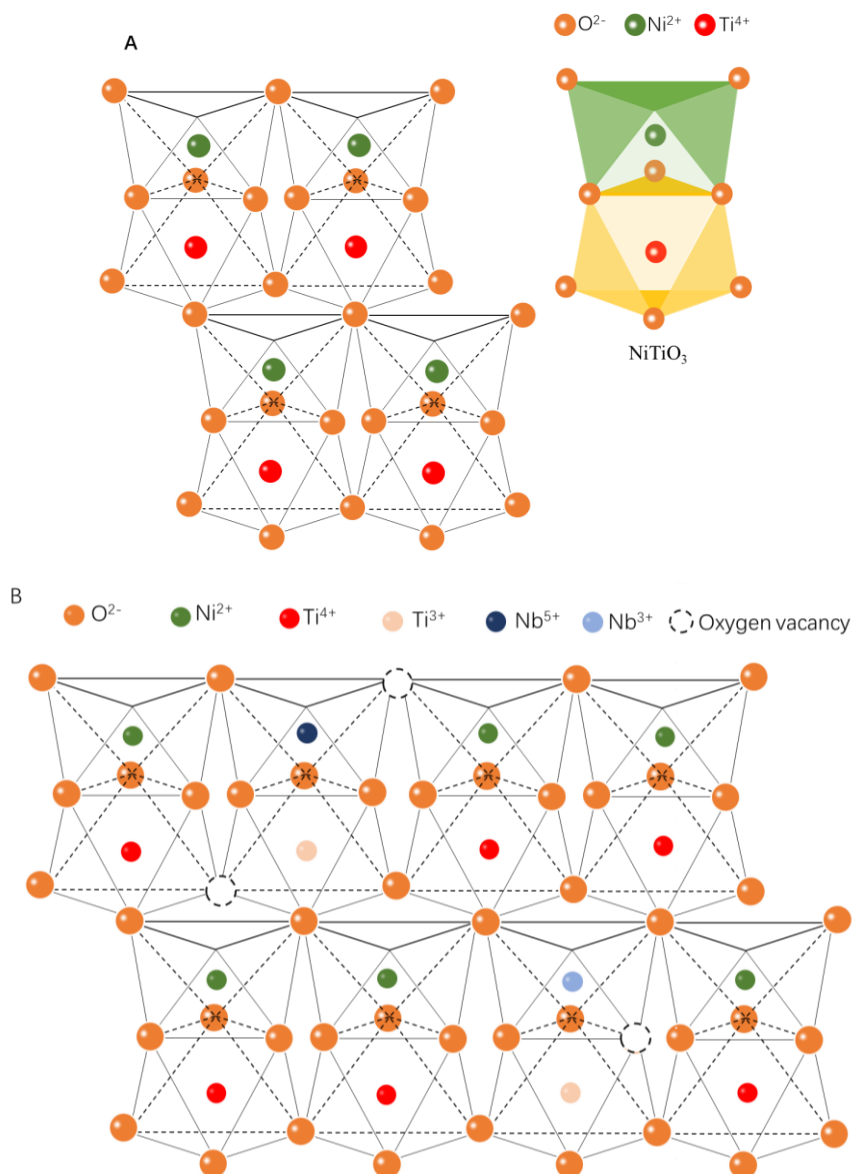 O²⁻ Ni²⁺ Ti⁴⁺
A
NiTiO₃
B
O²⁻ Ni²⁺ Ti⁴⁺ Ti³⁺ Nb⁵⁺ Nb³⁺ Oxygen vacancy